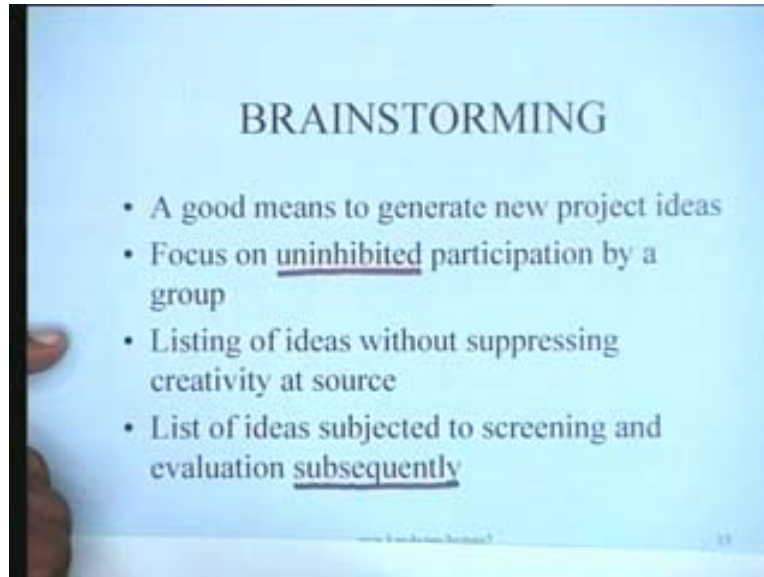 BRAINSTORMING
• A good means to generate new project ideas
• Focus on uninhibited participation by a
group
• Listing of ideas without suppressing
creativity at source
• List of ideas subjected to screening and
evaluation subsequently